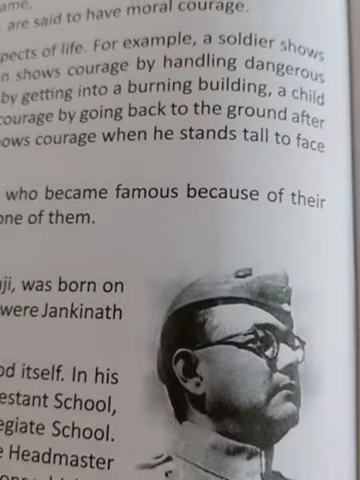 ame,
are said to have moral courage.
pects of life. For example, a soldier shows
n shows courage by handling dangerous
by getting into a burning building, a child
courage by going back to the ground after
ows courage when he stands tall to face
who became famous because of their
one of them.
ji, was born on
were Jankinath
od itself. In his
estant School,
egiate School.
e Headmaster